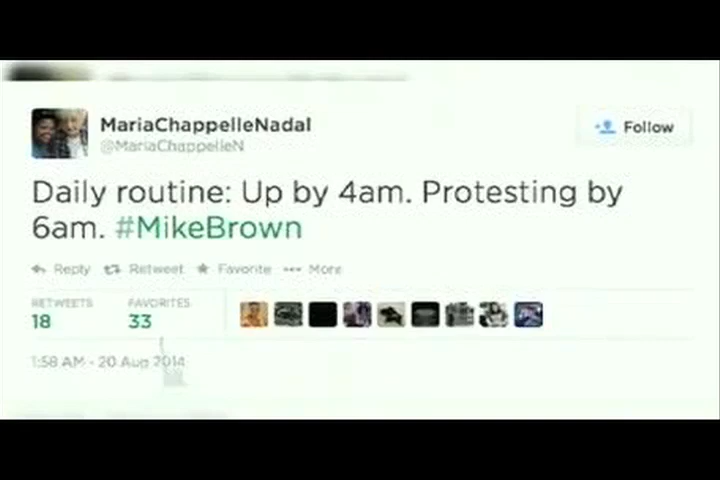 MariaChappelleNadal
@MariaChappelleN
Follow
Daily routine: Up by 4am. Protesting by
6am. #MikeBrown
Reply Retweet Favorite More
RETWEETS FAVORITES
18 33
1:58 AM - 20 Aug 2014